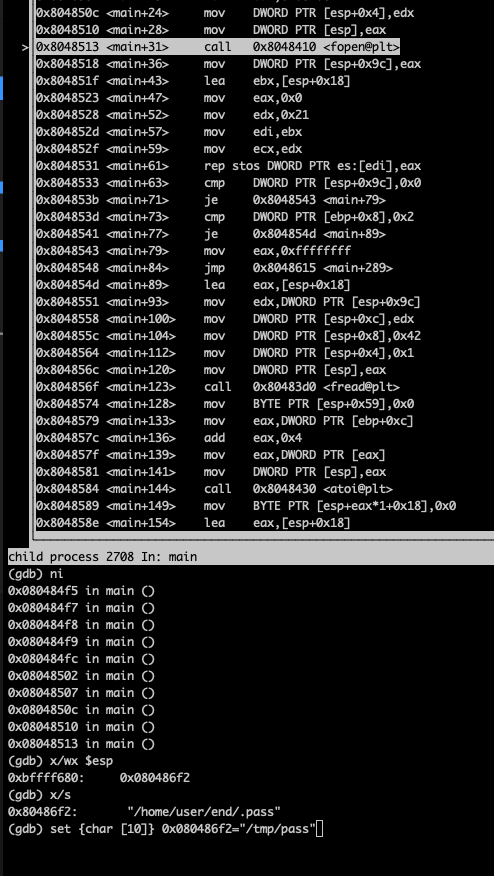 0x804850c <main+24> mov DWORD PTR [esp+0x4],edx
0x8048510 <main+28> mov DWORD PTR [esp],eax
>0x8048513 <main+31> call 0x8048410 <fopen@plt>
0x8048518 <main+36> mov DWORD PTR [esp+0x9c],eax
0x804851f <main+43> lea ebx,[esp+0x18]
0x8048523 <main+47> mov eax,0x0
0x8048528 <main+52> mov edx,0x21
0x804852d <main+57> mov edi,ebx
0x804852f <main+59> mov ecx,edx
0x8048531 <main+61> rep stos DWORD PTR es:[edi],eax
0x8048533 <main+63> cmp DWORD PTR [esp+0x9c],0x0
0x804853b <main+71> je 0x8048543 <main+79>
0x804853d <main+73> cmp DWORD PTR [ebp+0x8],0x2
0x8048541 <main+77> je 0x804854d <main+89>
0x8048543 <main+79> mov eax,0xffffffff
0x8048548 <main+84> jmp 0x8048615 <main+289>
0x804854d <main+89> lea eax,[esp+0x18]
0x8048551 <main+93> mov edx,DWORD PTR [esp+0x9c]
0x8048558 <main+100> mov DWORD PTR [esp+0xc],edx
0x804855c <main+104> mov DWORD PTR [esp+0x8],0x42
0x8048564 <main+112> mov DWORD PTR [esp+0x4],0x1
0x804856c <main+120> mov DWORD PTR [esp],eax
0x804856f <main+123> call 0x80483d0 <fread@plt>
0x8048574 <main+128> mov BYTE PTR [esp+0x59],0x0
0x8048579 <main+133> mov eax,DWORD PTR [ebp+0xc]
0x804857c <main+136> add eax,0x4
0x804857f <main+139> mov eax,DWORD PTR [eax]
0x8048581 <main+141> mov DWORD PTR [esp],eax
0x8048584 <main+144> call 0x8048430 <atoi@plt>
0x8048589 <main+149> mov BYTE PTR [esp+eax*1+0x18],0x0
0x804858e <main+154> lea eax,[esp+0x18]
child process 2708 In: main
(gdb) ni
0x080484f5 in main ()
0x080484f7 in main ()
0x080484f8 in main ()
0x080484f9 in main ()
0x080484fc in main ()
0x08048502 in main ()
0x08048507 in main ()
0x0804850c in main ()
0x08048510 in main ()
0x08048513 in main ()
(gdb) x/wx $esp
0xbffff680: 0x080486f2
(gdb) x/s
0x80486f2: "/home/user/end/.pass"
(gdb) set {char [10]} 0x080486f2="/tmp/pass"